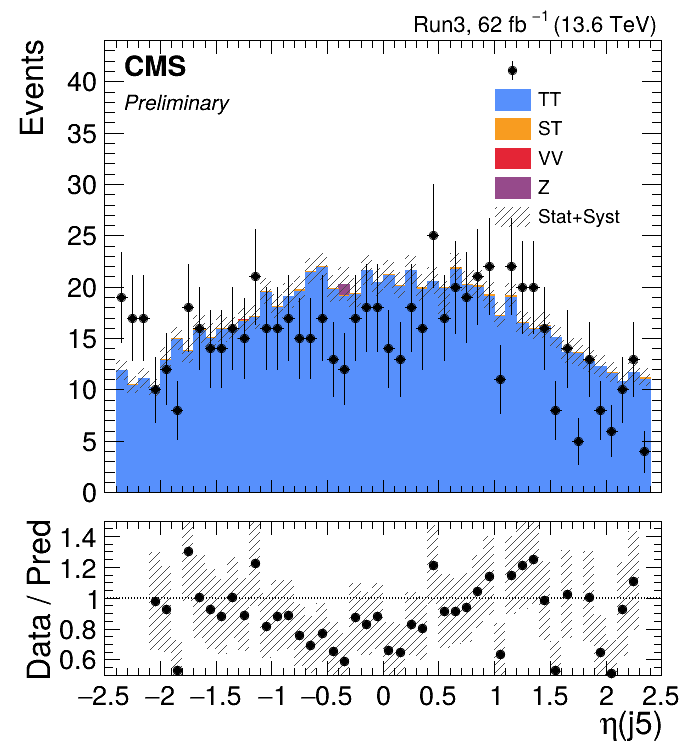 Run3, 62 fb⁻¹ (13.6 TeV)
Events
CMS
Preliminary
TT
ST
VV
Z
Stat+Syst
40
35
30
25
20
15
10
5
0
Data / Pred
1.4
1.2
1
0.8
0.6
−2.5 −2 −1.5 −1 −0.5 0 0.5 1 1.5 2 2.5
η(j5)